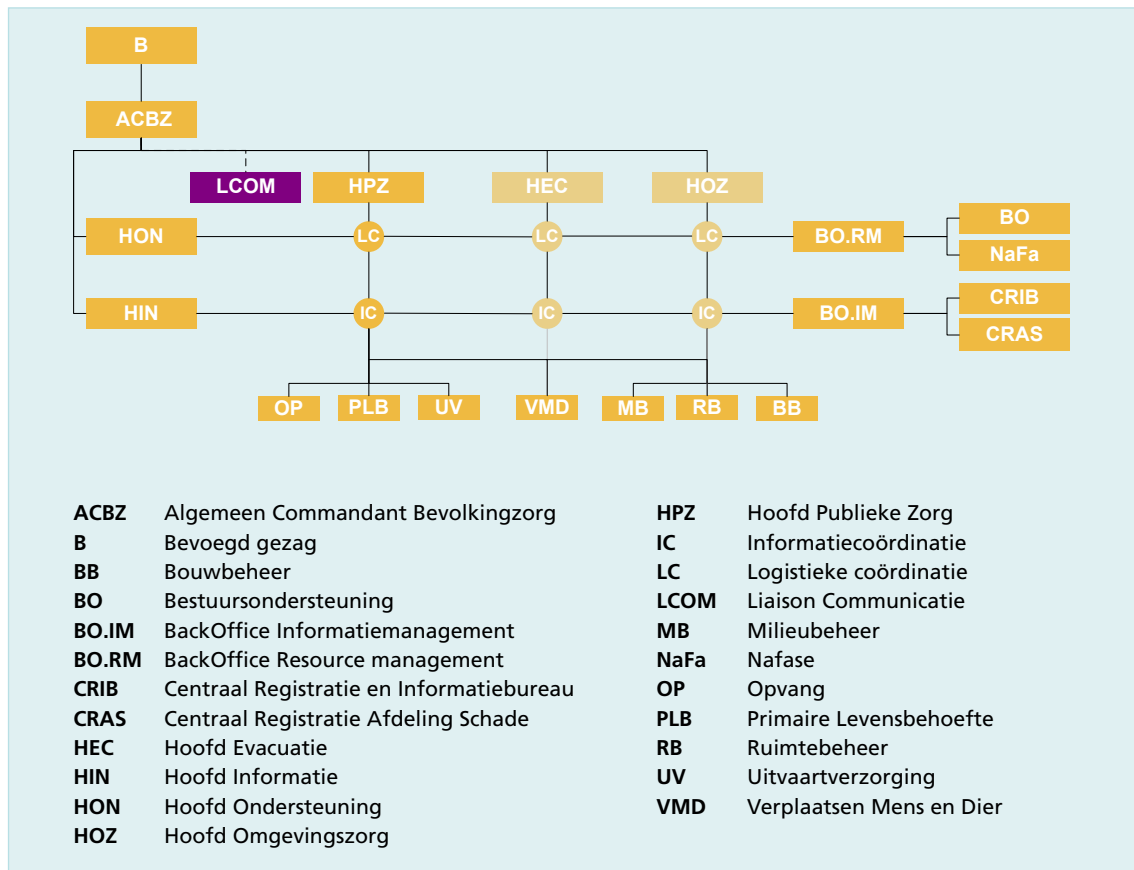 B
ACBZ
LCOM HPZ HEC HOZ
HON LC LC LC BO.RM BO
NaFa
HIN IC IC IC BO.IM CRIB
CRAS
OP PLB UV VMD MB RB BB
ACBZ Algemeen Commandant Bevolkingzorg
B Bevoegd gezag
BB Bouwbeheer
BO Bestuursondersteuning
BO.IM BackOffice Informatiemanagement
BO.RM BackOffice Resource management
CRIB Centraal Registratie en Informatiebureau
CRAS Centraal Registratie Afdeling Schade
HEC Hoofd Evacuatie
HIN Hoofd Informatie
HON Hoofd Ondersteuning
HOZ Hoofd Omgevingszorg
HPZ Hoofd Publieke Zorg
IC Informatiecoördinatie
LC Logistieke coördinatie
LCOM Liaison Communicatie
MB Milieubeheer
NaFa Nafase
OP Opvang
PLB Primaire Levensbehoefte
RB Ruimtebeheer
UV Uitvaartverzorging
VMD Verplaatsen Mens en Dier